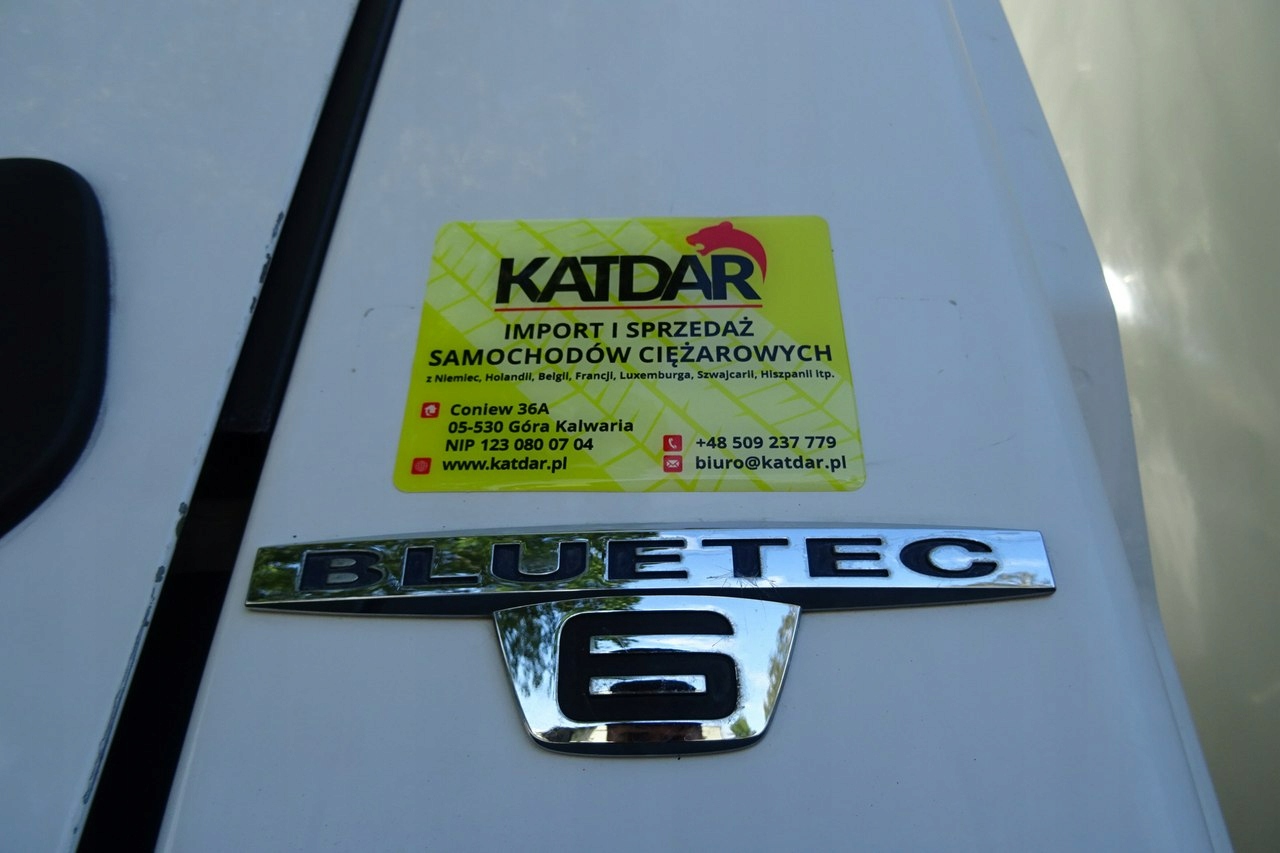 KATDAR
IMPORT I SPRZEDAŻ
SAMOCHODÓW CIĘŻAROWYCH
z Niemiec, Holandii, Belgii, Francji, Luxemburga, Szwajcarii, Hiszpanii itp.
Coniew 36A
05-530 Góra Kalwaria
NIP 123 080 07 04
www.katdar.pl
+48 509 237 779
biuro@katdar.pl
BLUETEC
6